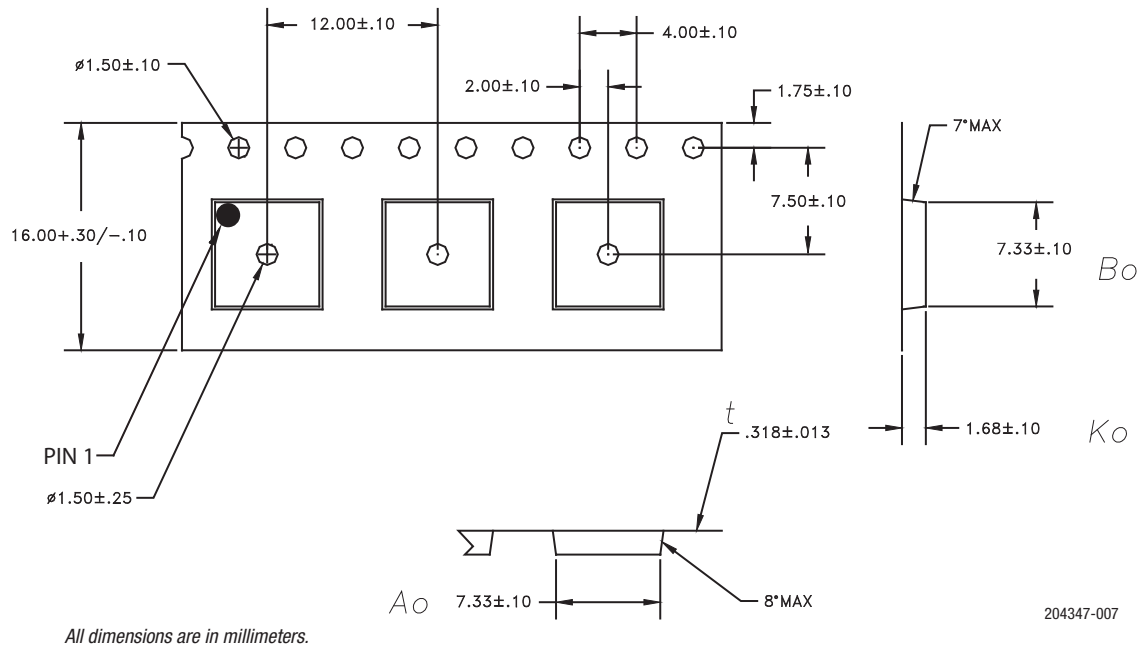 12.00±.10
4.00±.10
ø1.50±.10
2.00±.10
1.75±.10
7°MAX
7.50±.10
16.00+.30/−.10
7.33±.10
Bo
t
.318±.013
1.68±.10
Ko
PIN 1
ø1.50±.25
Ao
7.33±.10
8°MAX
204347-007
All dimensions are in millimeters.